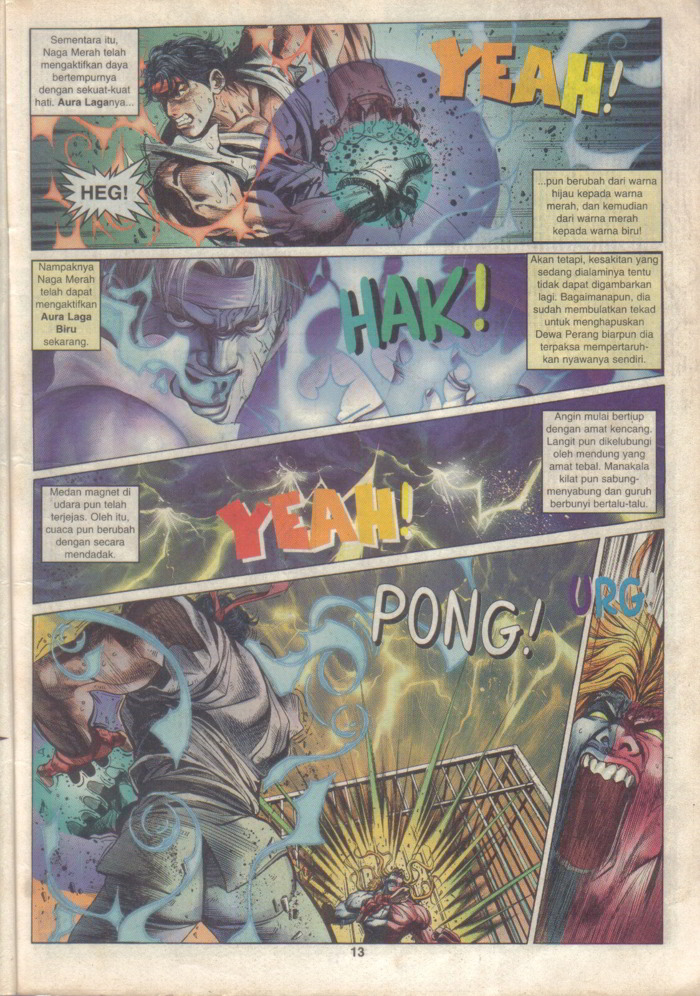 Sementara itu,
Naga Merah telah
mengaktifkan daya
bertempurnya
dengan sekuat-kuat
hati. Aura Laganya...
YEAH!
HEG!
...pun berubah dari warna
hijau kepada warna
merah, dan kemudian
dari warna merah
kepada warna biru!
Nampaknya
Naga Merah
telah dapat
mengaktifkan
Aura Laga
Biru
sekarang.
HAK!
Akan tetapi, kesakitan yang
sedang dialaminya tentu
tidak dapat digambarkan
lagi. Bagaimanapun, dia
sudah membulatkan tekad
untuk menghapuskan
Dewa Perang biarpun dia
terpaksa mempertaruh-
kan nyawanya sendiri.
Angin mulai bertiup
dengan amat kencang.
Langit pun dikelubungi
oleh mendung yang
amat tebal. Manakala
kilat pun sabung-
menyabung dan guruh
berbunyi bertalu-talu.
Medan magnet di
udara pun telah
terjejas. Oleh itu,
cuaca pun berubah
dengan secara
mendadak.
YEAH!
PONG!
URG
13